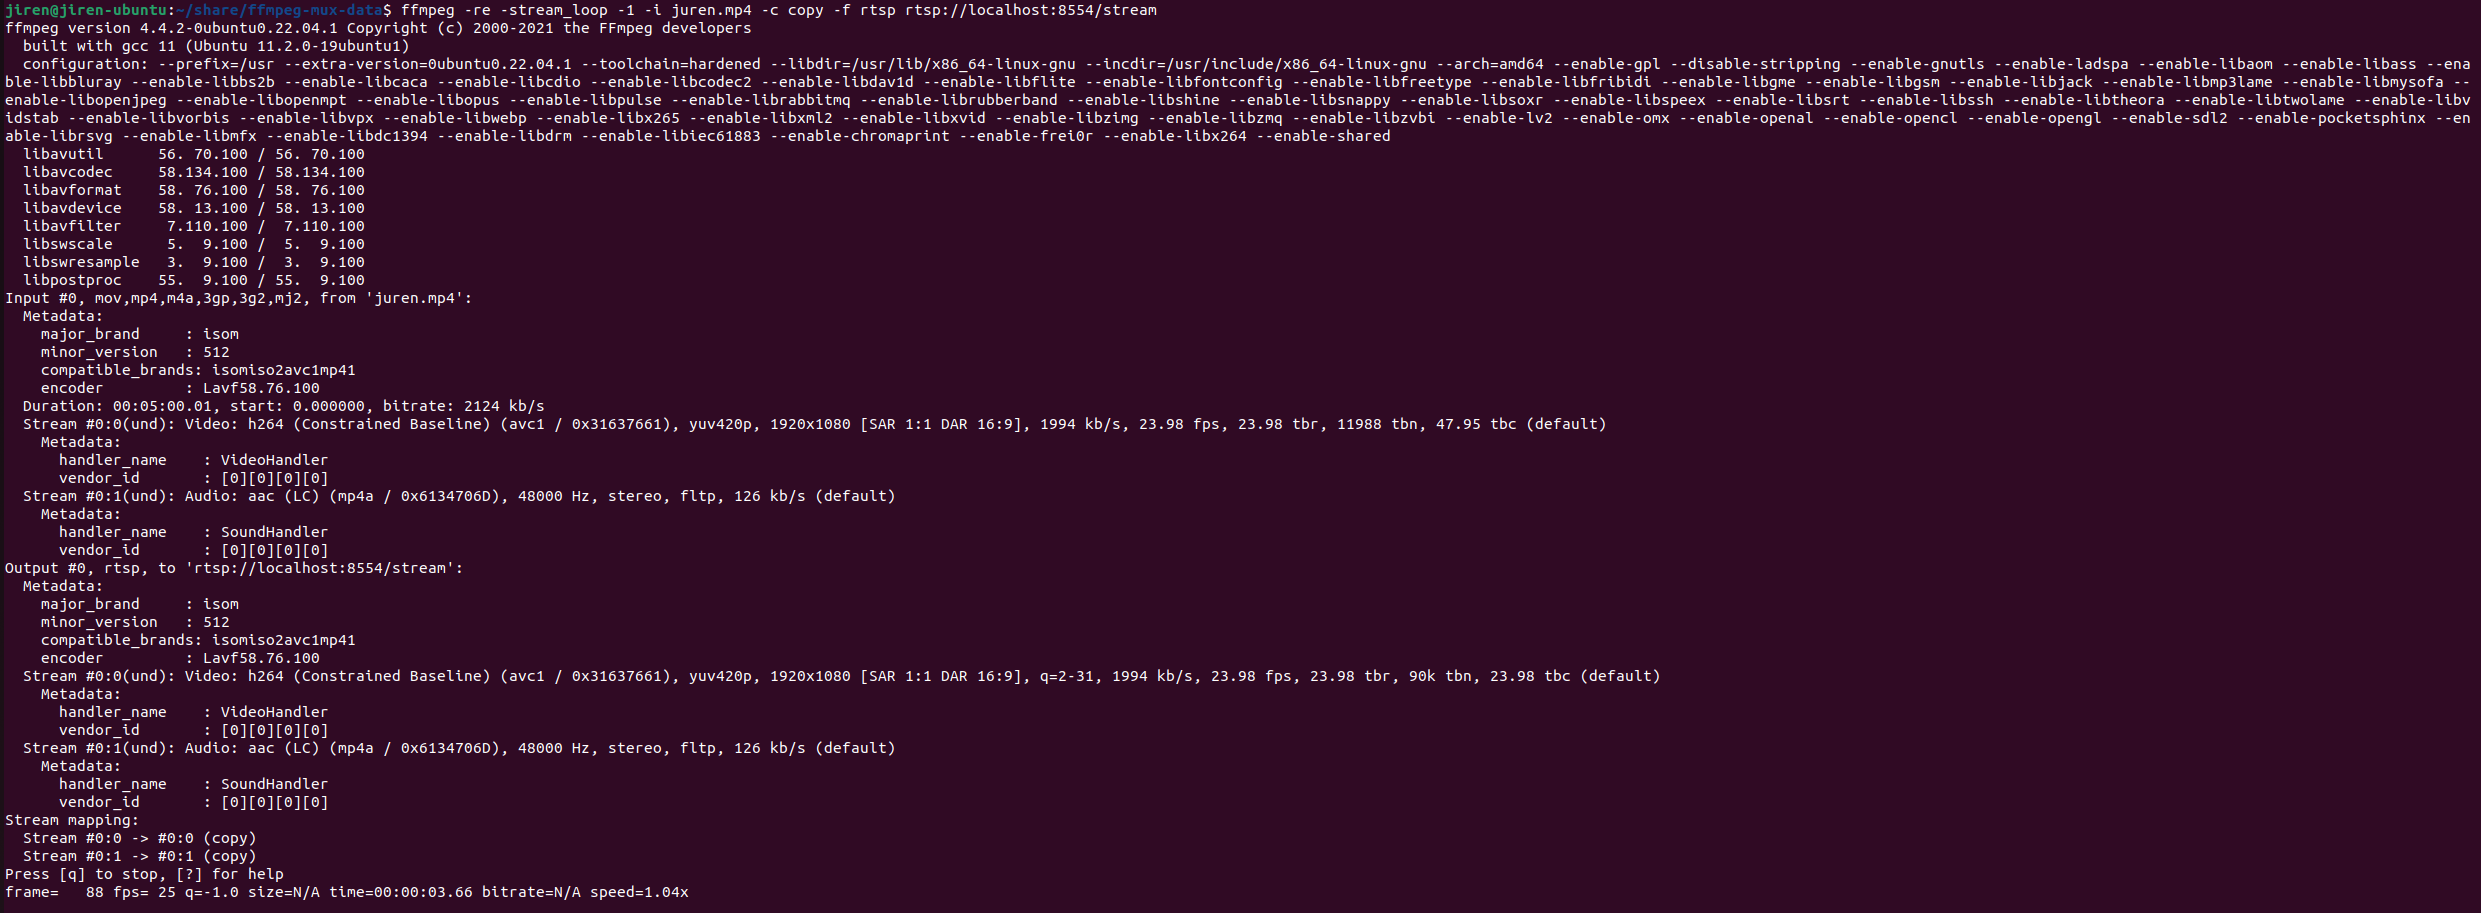 jiren@jiren-ubuntu:~/share/ffmpeg-mux-data$ ffmpeg -re -stream_loop -1 -i juren.mp4 -c copy -f rtsp rtsp://localhost:8554/stream
ffmpeg version 4.4.2-0ubuntu0.22.04.1 Copyright (c) 2000-2021 the FFmpeg developers
  built with gcc 11 (Ubuntu 11.2.0-19ubuntu1)
  configuration: --prefix=/usr --extra-version=0ubuntu0.22.04.1 --toolchain=hardened --libdir=/usr/lib/x86_64-linux-gnu --incdir=/usr/include/x86_64-linux-gnu --arch=amd64 --enable-gpl --disable-stripping --enable-gnutls --enable-ladspa --enable-libaom --enable-libass --ena
ble-libbluray --enable-libbs2b --enable-libcaca --enable-libcdio --enable-libcodec2 --enable-libdav1d --enable-libflite --enable-libfontconfig --enable-libfreetype --enable-libfribidi --enable-libgme --enable-libgsm --enable-libjack --enable-libmp3lame --enable-libmysofa --
enable-libopenjpeg --enable-libopenmpt --enable-libopus --enable-libpulse --enable-librabbitmq --enable-librubberband --enable-libshine --enable-libsnappy --enable-libsoxr --enable-libspeex --enable-libsrt --enable-libssh --enable-libtheora --enable-libtwolame --enable-libv
idstab --enable-libvorbis --enable-libvpx --enable-libwebp --enable-libx265 --enable-libxml2 --enable-libxvid --enable-libzimg --enable-libzmq --enable-libzvbi --enable-lv2 --enable-omx --enable-openal --enable-opencl --enable-opengl --enable-sdl2 --enable-pocketsphinx --en
able-librsvg --enable-libmfx --enable-libdc1394 --enable-libdrm --enable-libiec61883 --enable-chromaprint --enable-frei0r --enable-libx264 --enable-shared
  libavutil      56. 70.100 / 56. 70.100
  libavcodec     58.134.100 / 58.134.100
  libavformat    58. 76.100 / 58. 76.100
  libavdevice    58. 13.100 / 58. 13.100
  libavfilter     7.110.100 /  7.110.100
  libswscale      5.  9.100 /  5.  9.100
  libswresample   3.  9.100 /  3.  9.100
  libpostproc    55.  9.100 / 55.  9.100
Input #0, mov,mp4,m4a,3gp,3g2,mj2, from 'juren.mp4':
  Metadata:
    major_brand     : isom
    minor_version   : 512
    compatible_brands: isomiso2avc1mp41
    encoder         : Lavf58.76.100
  Duration: 00:05:00.01, start: 0.000000, bitrate: 2124 kb/s
  Stream #0:0(und): Video: h264 (Constrained Baseline) (avc1 / 0x31637661), yuv420p, 1920x1080 [SAR 1:1 DAR 16:9], 1994 kb/s, 23.98 fps, 23.98 tbr, 11988 tbn, 47.95 tbc (default)
    Metadata:
      handler_name    : VideoHandler
      vendor_id       : [0][0][0][0]
  Stream #0:1(und): Audio: aac (LC) (mp4a / 0x6134706D), 48000 Hz, stereo, fltp, 126 kb/s (default)
    Metadata:
      handler_name    : SoundHandler
      vendor_id       : [0][0][0][0]
Output #0, rtsp, to 'rtsp://localhost:8554/stream':
  Metadata:
    major_brand     : isom
    minor_version   : 512
    compatible_brands: isomiso2avc1mp41
    encoder         : Lavf58.76.100
  Stream #0:0(und): Video: h264 (Constrained Baseline) (avc1 / 0x31637661), yuv420p, 1920x1080 [SAR 1:1 DAR 16:9], q=2-31, 1994 kb/s, 23.98 fps, 23.98 tbr, 90k tbn, 23.98 tbc (default)
    Metadata:
      handler_name    : VideoHandler
      vendor_id       : [0][0][0][0]
  Stream #0:1(und): Audio: aac (LC) (mp4a / 0x6134706D), 48000 Hz, stereo, fltp, 126 kb/s (default)
    Metadata:
      handler_name    : SoundHandler
      vendor_id       : [0][0][0][0]
Stream mapping:
  Stream #0:0 -> #0:0 (copy)
  Stream #0:1 -> #0:1 (copy)
Press [q] to stop, [?] for help
frame=   88 fps= 25 q=-1.0 size=N/A time=00:00:03.66 bitrate=N/A speed=1.04x